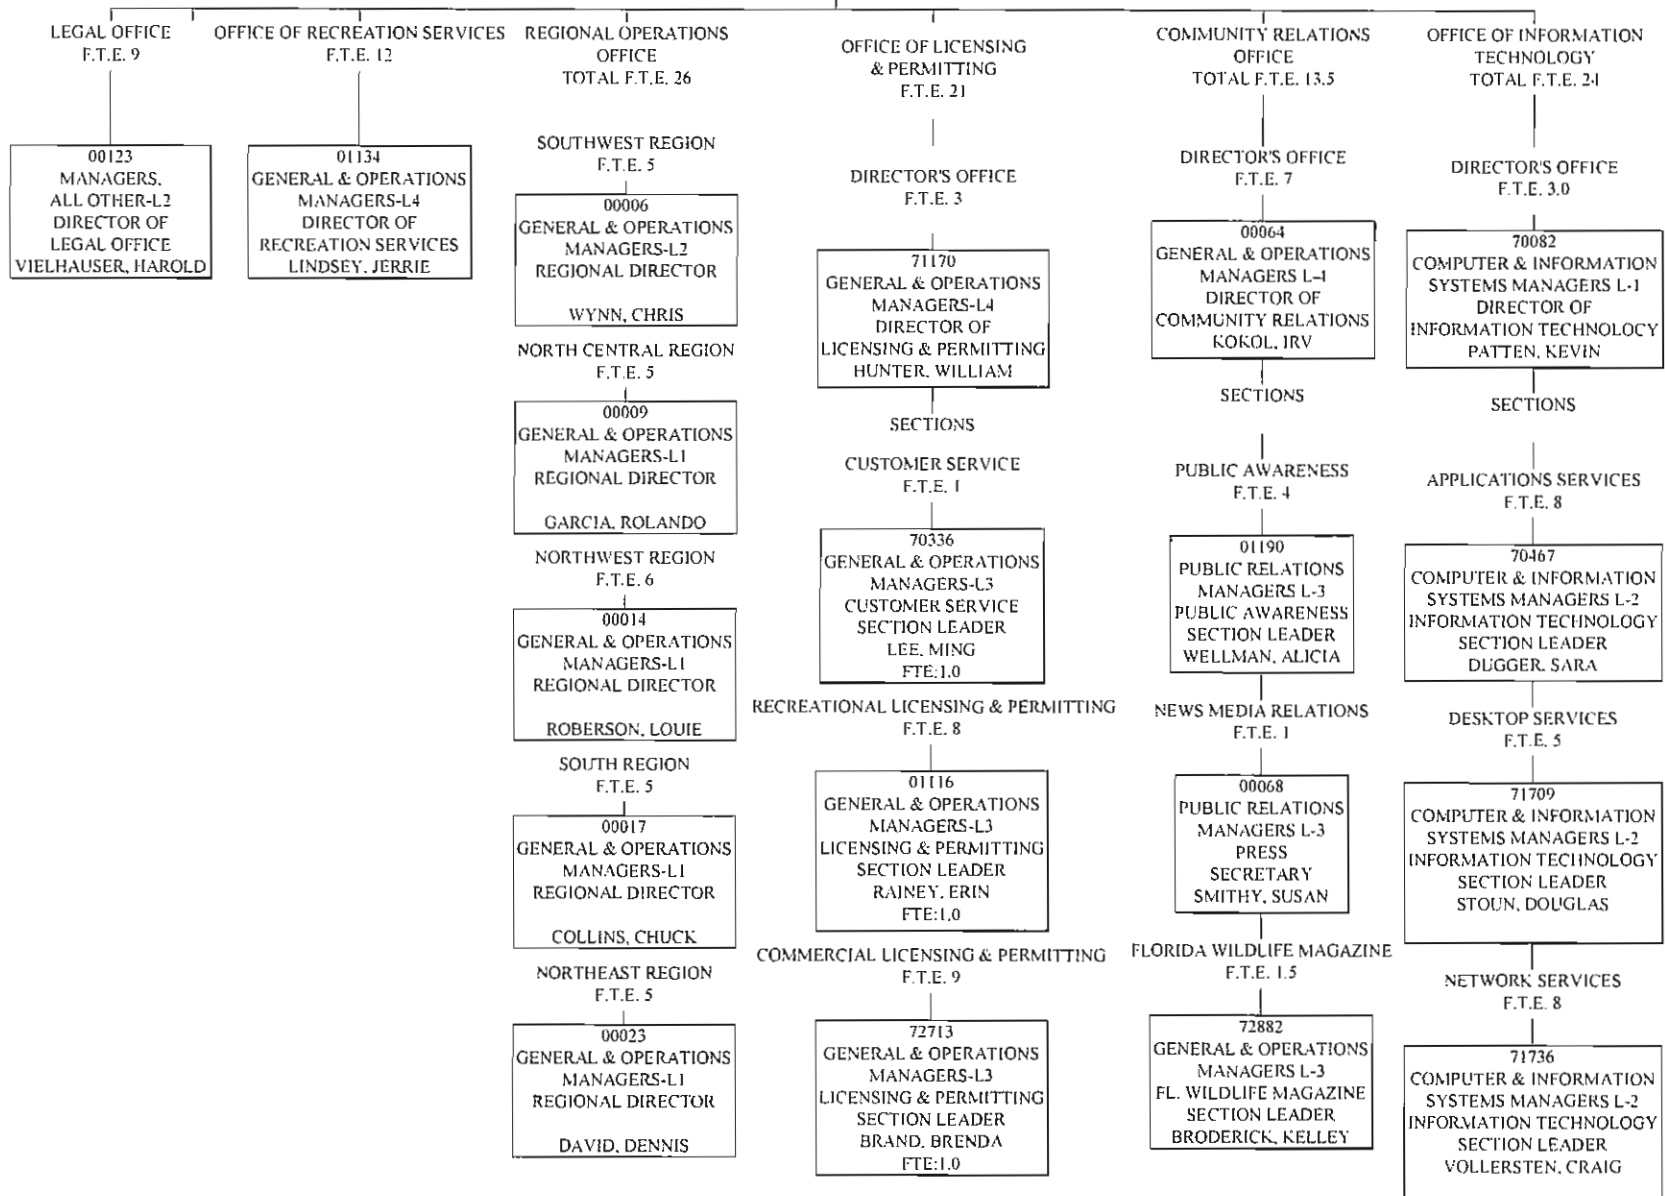 LEGAL OFFICE
F.T.E. 9
00123
MANAGERS,
ALL OTHER-L2
DIRECTOR OF
LEGAL OFFICE
VIELHAUSER, HAROLD
OFFICE OF RECREATION SERVICES
F.T.E. 12
01134
GENERAL & OPERATIONS
MANAGERS-L4
DIRECTOR OF
RECREATION SERVICES
LINDSEY, JERRIE
REGIONAL OPERATIONS
OFFICE
TOTAL F.T.E. 26
SOUTHWEST REGION
F.T.E. 5
00006
GENERAL & OPERATIONS
MANAGERS-L2
REGIONAL DIRECTOR
WYNN, CHRIS
NORTH CENTRAL REGION
F.T.E. 5
00009
GENERAL & OPERATIONS
MANAGERS-L1
REGIONAL DIRECTOR
GARCIA, ROLANDO
NORTHWEST REGION
F.T.E. 6
00014
GENERAL & OPERATIONS
MANAGERS-L1
REGIONAL DIRECTOR
ROBERSON, LOUIE
SOUTH REGION
F.T.E. 5
00017
GENERAL & OPERATIONS
MANAGERS-L1
REGIONAL DIRECTOR
COLLINS, CHUCK
NORTHEAST REGION
F.T.E. 5
00023
GENERAL & OPERATIONS
MANAGERS-L1
REGIONAL DIRECTOR
DAVID, DENNIS
OFFICE OF LICENSING
& PERMITTING
F.T.E. 21
DIRECTOR'S OFFICE
F.T.E. 3
71170
GENERAL & OPERATIONS
MANAGERS-L4
DIRECTOR OF
LICENSING & PERMITTING
HUNTER, WILLIAM
SECTIONS
CUSTOMER SERVICE
F.T.E. 1
70336
GENERAL & OPERATIONS
MANAGERS-L3
CUSTOMER SERVICE
SECTION LEADER
LEE, MING
FTE:1.0
RECREATIONAL LICENSING & PERMITTING
F.T.E. 8
01116
GENERAL & OPERATIONS
MANAGERS-L3
LICENSING & PERMITTING
SECTION LEADER
RAINEY, ERIN
FTE:1.0
COMMERCIAL LICENSING & PERMITTING
F.T.E. 9
72713
GENERAL & OPERATIONS
MANAGERS-L3
LICENSING & PERMITTING
SECTION LEADER
BRAND, BRENDA
FTE:1.0
COMMUNITY RELATIONS
OFFICE
TOTAL F.T.E. 13.5
DIRECTOR'S OFFICE
F.T.E. 7
00064
GENERAL & OPERATIONS
MANAGERS L-4
DIRECTOR OF
COMMUNITY RELATIONS
KOKOL, IRV
SECTIONS
PUBLIC AWARENESS
F.T.E. 4
01190
PUBLIC RELATIONS
MANAGERS L-3
PUBLIC AWARENESS
SECTION LEADER
WELLMAN, ALICIA
NEWS MEDIA RELATIONS
F.T.E. 1
00068
PUBLIC RELATIONS
MANAGERS L-3
PRESS
SECRETARY
SMITHY, SUSAN
FLORIDA WILDLIFE MAGAZINE
F.T.E. 1.5
72882
GENERAL & OPERATIONS
MANAGERS L-3
FL. WILDLIFE MAGAZINE
SECTION LEADER
BRODERICK, KELLEY
OFFICE OF INFORMATION
TECHNOLOGY
TOTAL F.T.E. 24
DIRECTOR'S OFFICE
F.T.E. 3.0
70082
COMPUTER & INFORMATION
SYSTEMS MANAGERS L-1
DIRECTOR OF
INFORMATION TECHNOLOCY
PATTEN, KEVIN
SECTIONS
APPLICATIONS SERVICES
F.T.E. 8
70467
COMPUTER & INFORMATION
SYSTEMS MANAGERS L-2
INFORMATION TECHNOLOGY
SECTION LEADER
DUGGER, SARA
DESKTOP SERVICES
F.T.E. 5
71709
COMPUTER & INFORMATION
SYSTEMS MANAGERS L-2
INFORMATION TECHNOLOGY
SECTION LEADER
STOUN, DOUGLAS
NETWORK SERVICES
F.T.E. 8
71736
COMPUTER & INFORMATION
SYSTEMS MANAGERS L-2
INFORMATION TECHNOLOGY
SECTION LEADER
VOLLERSTEN, CRAIG